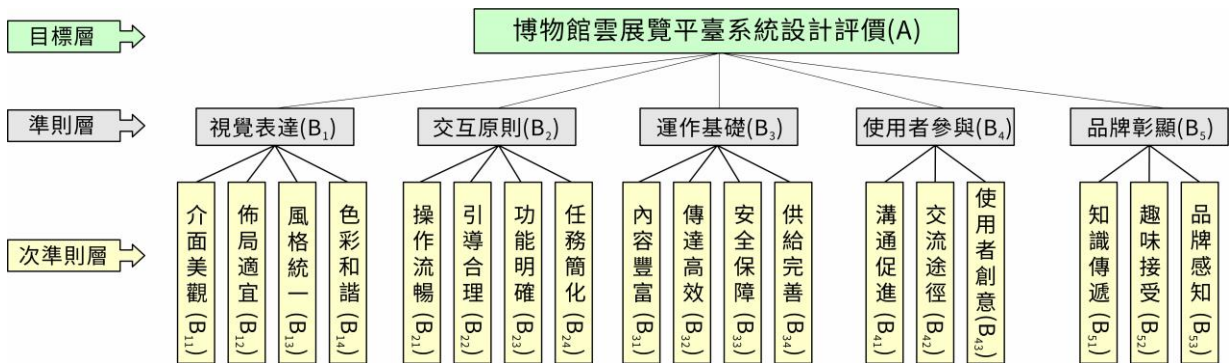 目標層
博物館雲展覽平臺系統設計評價(A)
準則層
視覺表達(B₁)
交互原則(B₂)
運作基礎(B₃)
使用者參與(B₄)
品牌彰顯(B₅)
次準則層
介面美觀(B₁₁)
佈局適宜(B₁₂)
風格統一(B₁₃)
色彩和諧(B₁₄)
操作流暢(B₂₁)
引導合理(B₂₂)
功能明確(B₂₃)
任務簡化(B₂₄)
內容豐富(B₃₁)
傳達高效(B₃₂)
安全保障(B₃₃)
供給完善(B₃₄)
溝通促進(B₄₁)
交流途徑(B₄₂)
使用者創意(B₄₃)
知識傳遞(B₅₁)
趣味接受(B₅₂)
品牌感知(B₅₃)